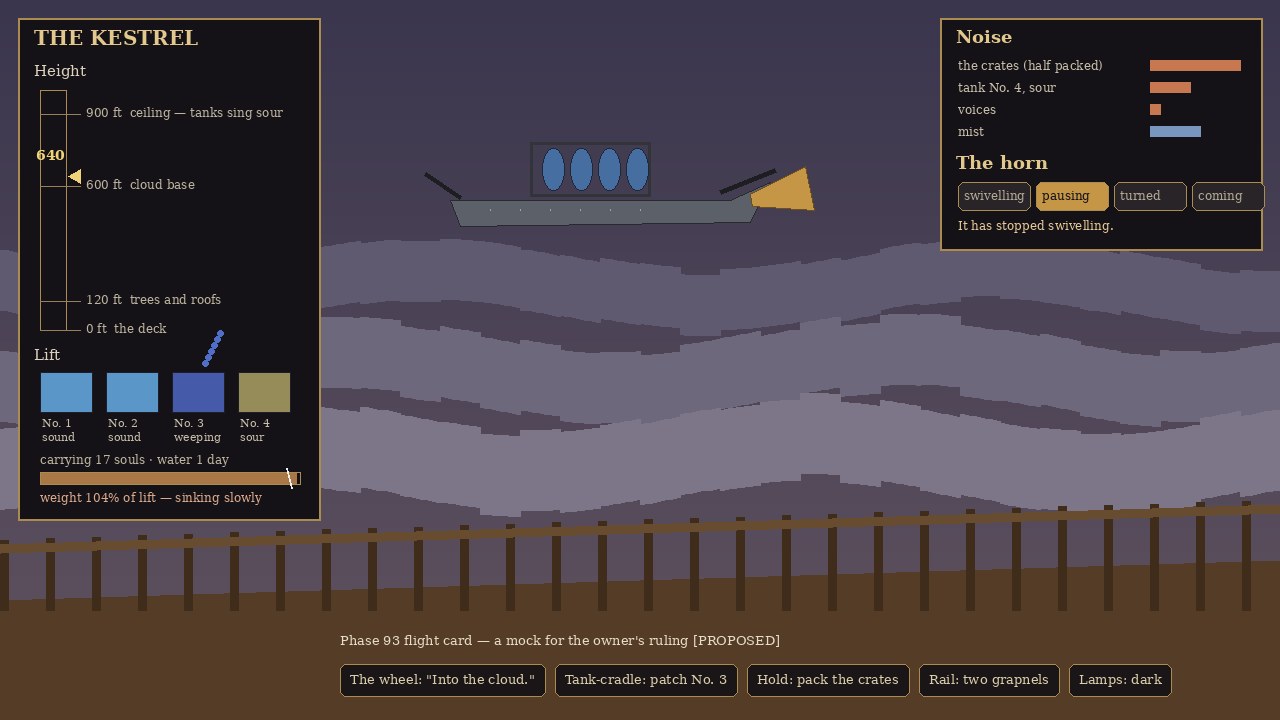 THE KESTREL
Height
900 ft  ceiling — tanks sing sour
640
600 ft  cloud base
120 ft  trees and roofs
0 ft  the deck
Lift
No. 1
sound
No. 2
sound
No. 3
weeping
No. 4
sour
carrying 17 souls · water 1 day
weight 104% of lift — sinking slowly
Noise
the crates (half packed)
tank No. 4, sour
voices
mist
The horn
swivelling
pausing
turned
coming
It has stopped swivelling.
Phase 93 flight card — a mock for the owner's ruling [PROPOSED]
The wheel: "Into the cloud."
Tank-cradle: patch No. 3
Hold: pack the crates
Rail: two grapnels
Lamps: dark